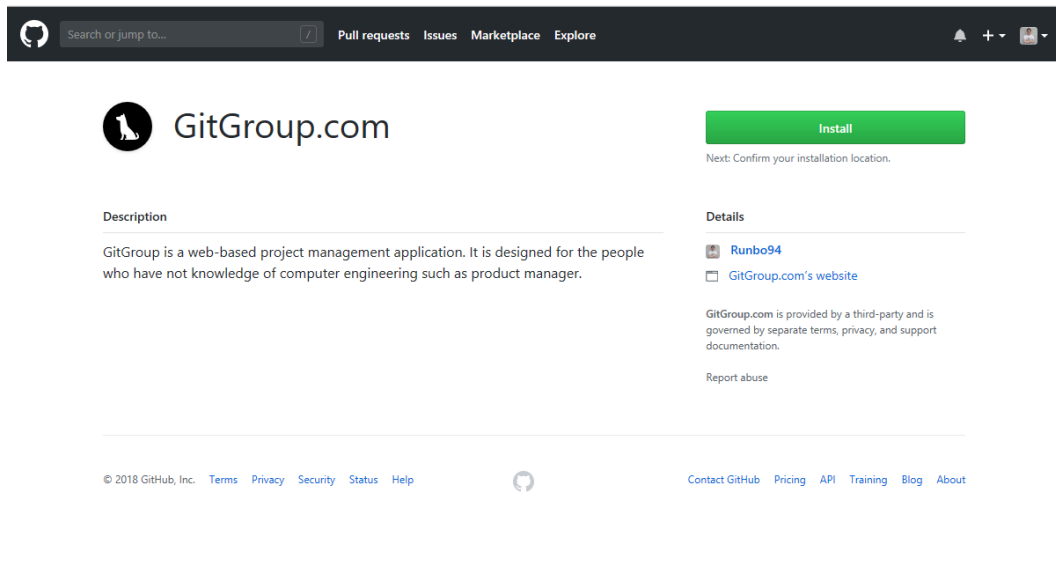 Search or jump to... /
Pull requests Issues Marketplace Explore
GitGroup.com
Install
Next: Confirm your installation location.
Description
GitGroup is a web-based project management application. It is designed for the people
who have not knowledge of computer engineering such as product manager.
Details
Runbo94
GitGroup.com's website
GitGroup.com is provided by a third-party and is
governed by separate terms, privacy, and support
documentation.
Report abuse
© 2018 GitHub, Inc. Terms Privacy Security Status Help
Contact GitHub Pricing API Training Blog About